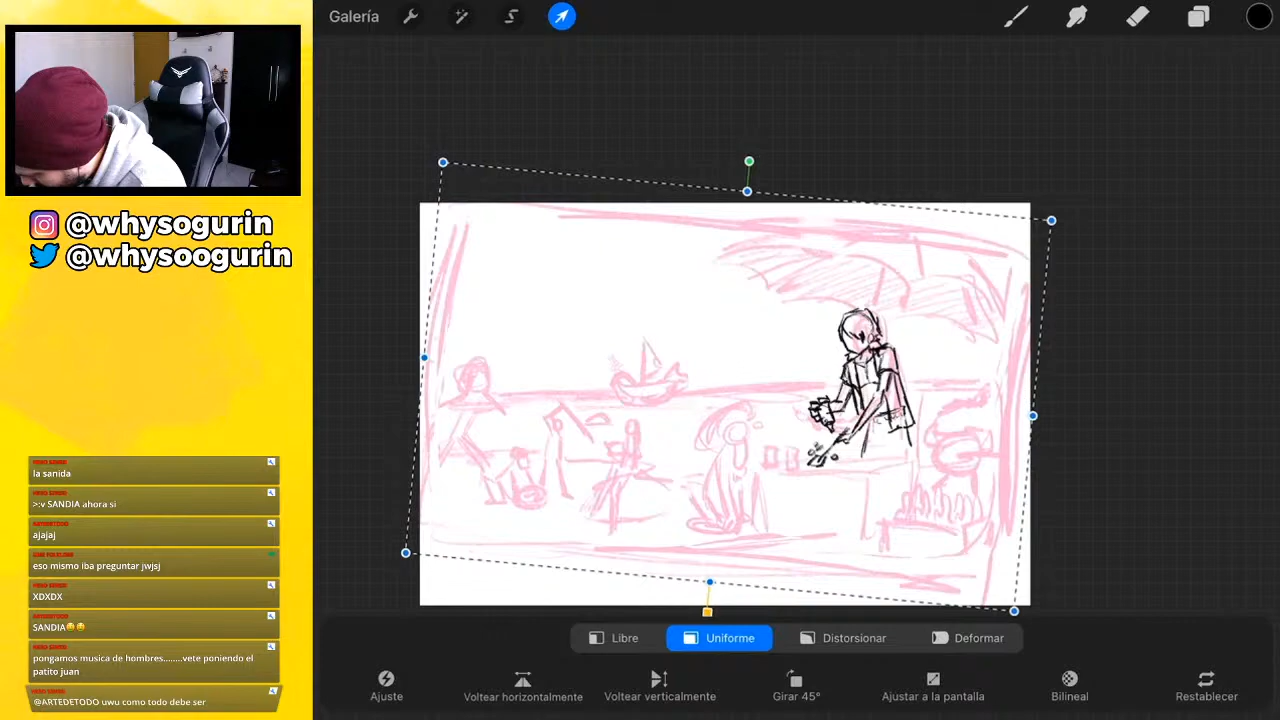 Galería
@whysogurin
@whysoogurin
la sanida
>:v SANDIA ahora si
ajajaj
eso mismo iba preguntar jwjsj
XDXDX
SANDIA😄😄
pongamos musica de hombres........vete poniendo el
patito juan
@ARTEDETODO uwu como todo debe ser
Libre
Uniforme
Distorsionar
Deformar
Ajuste
Voltear horizontalmente
Voltear verticalmente
Girar 45°
Ajustar a la pantalla
Bilineal
Restablecer